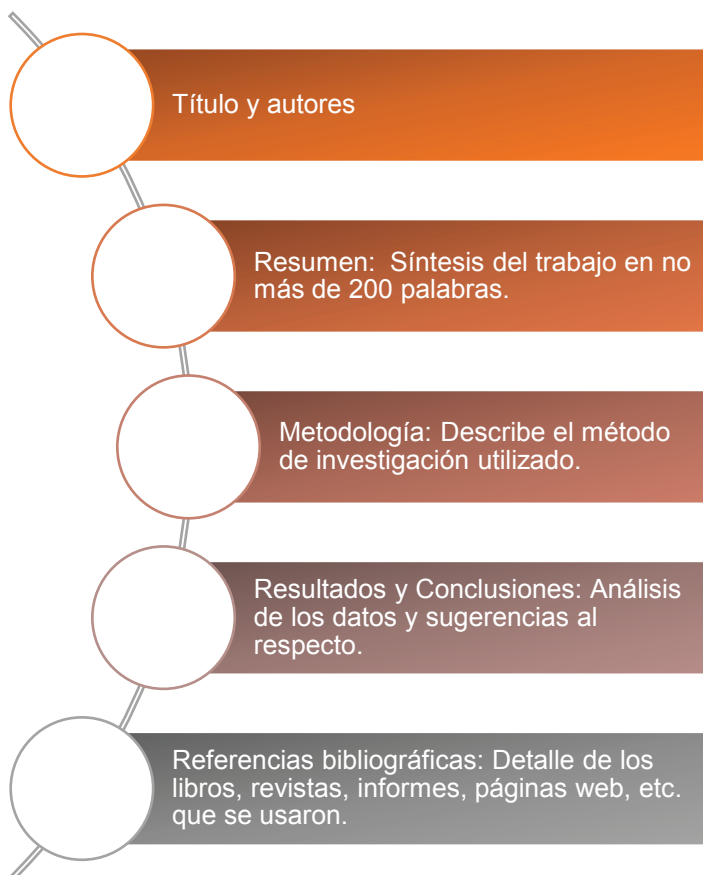 Título y autores
Resumen:  Síntesis del trabajo en no
más de 200 palabras.
Metodología: Describe el método
de investigación utilizado.
Resultados y Conclusiones: Análisis
de los datos y sugerencias al
respecto.
Referencias bibliográficas: Detalle de los
libros, revistas, informes, páginas web, etc.
que se usaron.